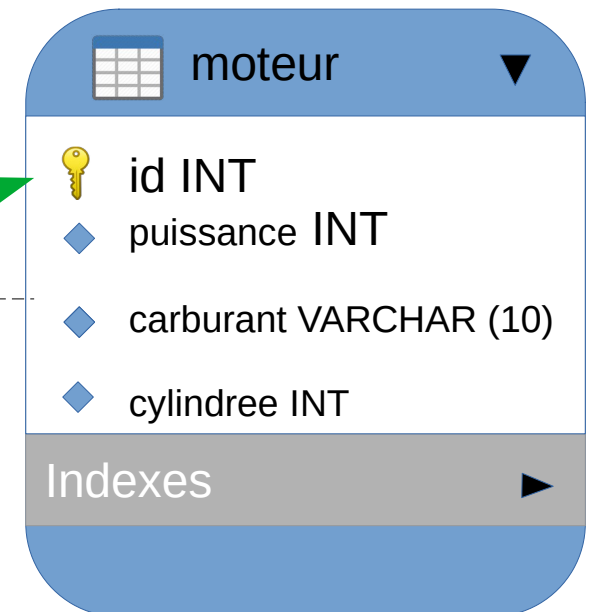 moteur
id INT
puissance INT
carburant VARCHAR (10)
cylindree INT
Indexes